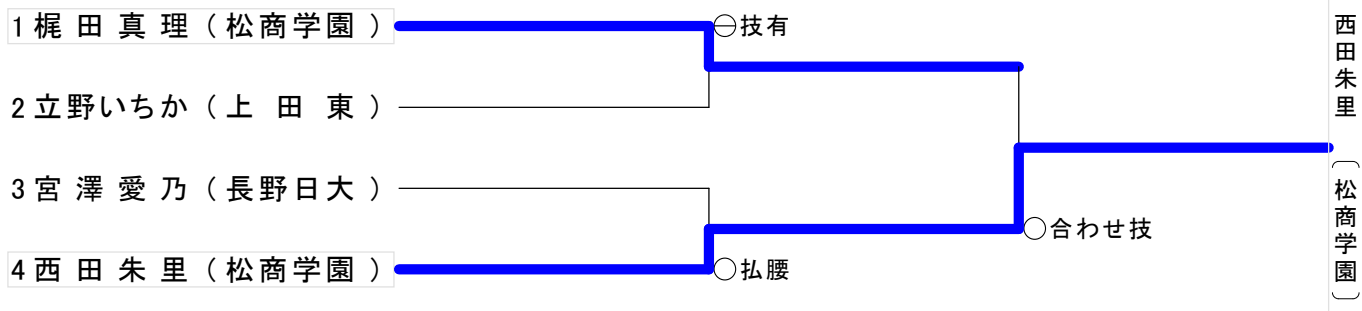 1梶田真理（松商学園）
㊀技有
2立野いちか（上田東）
3宮澤愛乃（長野日大）
○合わせ技
4西田朱里（松商学園）
○払腰
西田朱里（松商学園）